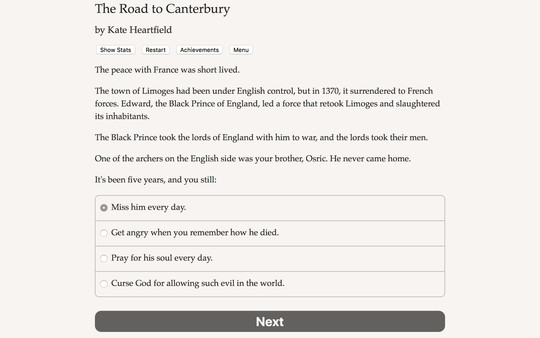 The Road to Canterbury
by Kate Heartfield
Show Stats Restart Achievements Menu
The peace with France was short lived.
The town of Limoges had been under English control, but in 1370, it surrendered to French
forces. Edward, the Black Prince of England, led a force that retook Limoges and slaughtered
its inhabitants.
The Black Prince took the lords of England with him to war, and the lords took their men.
One of the archers on the English side was your brother, Osric. He never came home.
It's been five years, and you still:
Miss him every day.
Get angry when you remember how he died.
Pray for his soul every day.
Curse God for allowing such evil in the world.
Next